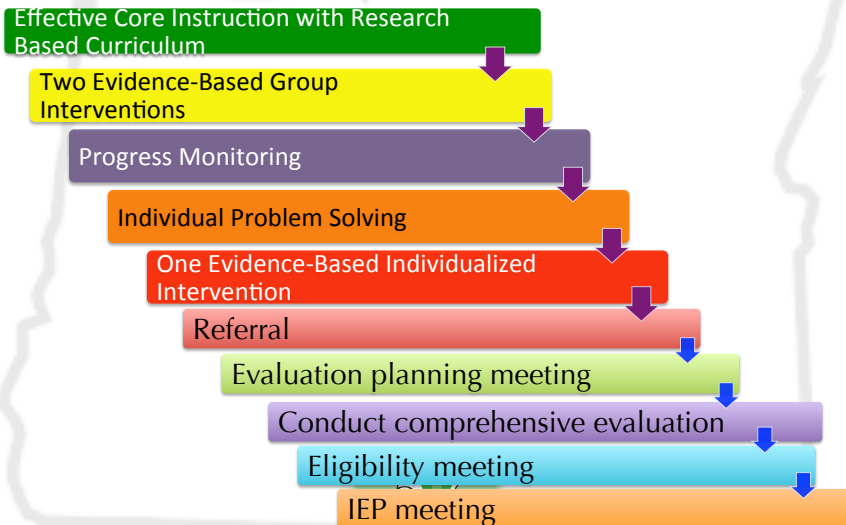 Effective Core Instruction with Research
Based Curriculum
Two Evidence-Based Group
Interventions
Progress Monitoring
Individual Problem Solving
One Evidence-Based Individualized
Intervention
Referral
Evaluation planning meeting
Conduct comprehensive evaluation
Eligibility meeting
IEP meeting